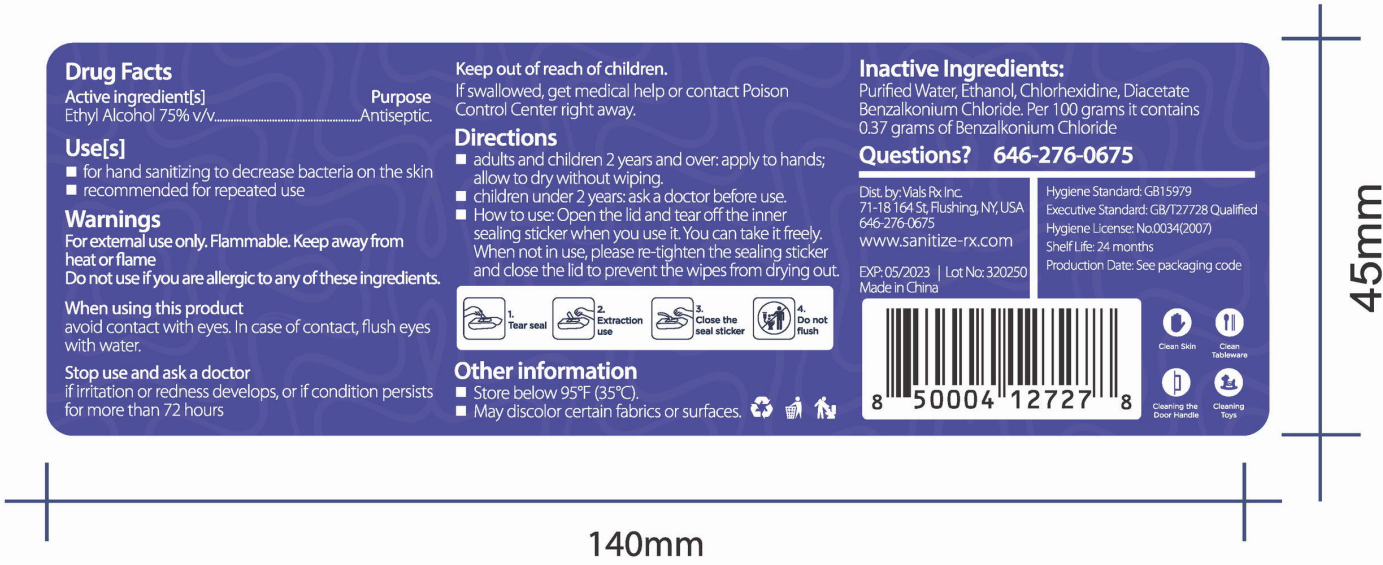 Drug Facts
Active ingredient[s] Purpose
Ethyl Alcohol 75% v/v....................................................Antiseptic.
Use[s]
■ for hand sanitizing to decrease bacteria on the skin
■ recommended for repeated use
Warnings
For external use only. Flammable. Keep away from
heat or flame
Do not use if you are allergic to any of these ingredients.
When using this product
avoid contact with eyes. In case of contact, flush eyes
with water.
Stop use and ask a doctor
if irritation or redness develops, or if condition persists
for more than 72 hours
Keep out of reach of children.
If swallowed, get medical help or contact Poison
Control Center right away.
Directions
■ adults and children 2 years and over: apply to hands;
allow to dry without wiping.
■ children under 2 years: ask a doctor before use.
■ How to use: Open the lid and tear off the inner
sealing sticker when you use it. You can take it freely.
When not in use, please re-tighten the sealing sticker
and close the lid to prevent the wipes from drying out.
1.
Tear seal
2.
Extraction
use
3.
Close the
seal sticker
4.
Do not
flush
Other information
■ Store below 95°F (35°C).
■ May discolor certain fabrics or surfaces.
Inactive Ingredients:
Purified Water, Ethanol, Chlorhexidine, Diacetate
Benzalkonium Chloride. Per 100 grams it contains
0.37 grams of Benzalkonium Chloride
Questions? 646-276-0675
Dist. by: Vials Rx Inc.
71-18 164 St, Flushing, NY, USA
646-276-0675
www.sanitize-rx.com
EXP: 05/2023 | Lot No: 320250
Made in China
Hygiene Standard: GB15979
Executive Standard: GB/T27728 Qualified
Hygiene License: No.0034(2007)
Shelf Life: 24 months
Production Date: See packaging code
8 50004 12727 8
Clean Skin
Clean
Tableware
Cleaning the
Door Handle
Cleaning
Toys
45mm
140mm